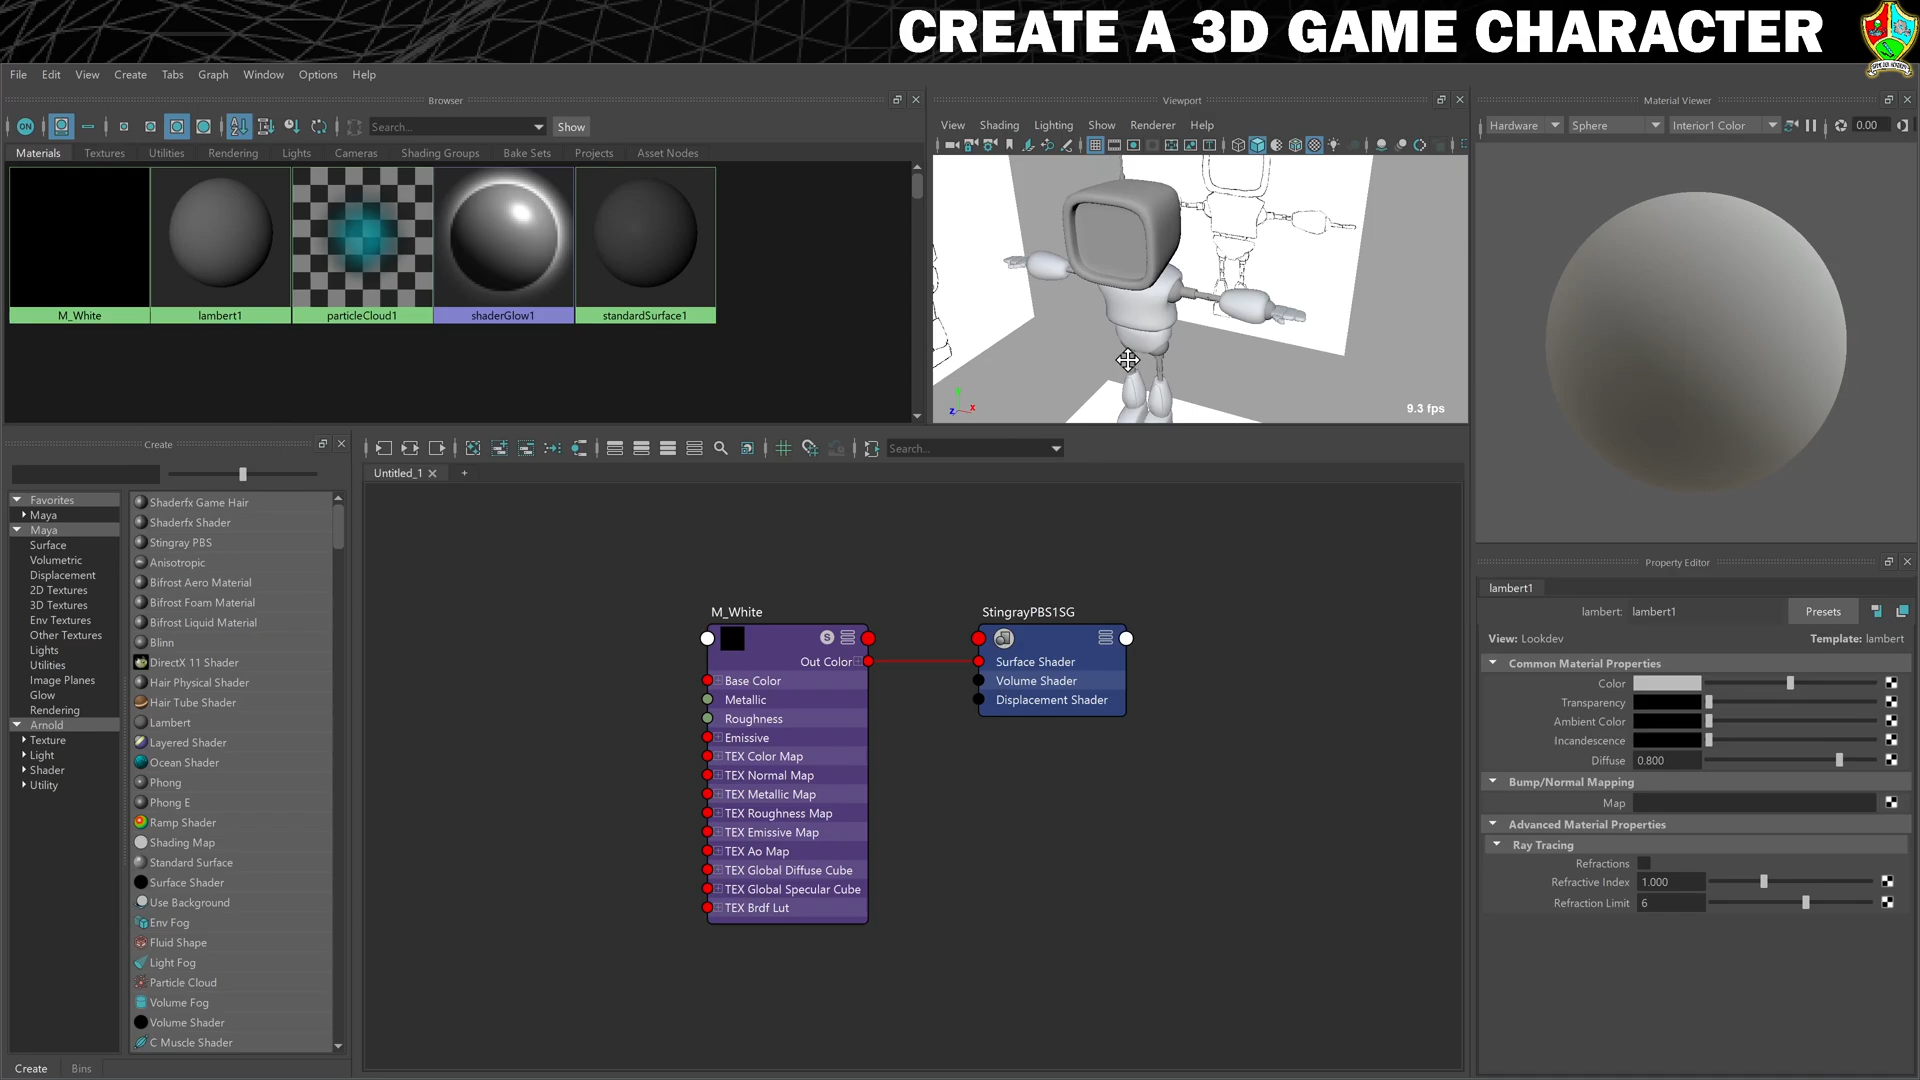 CREATE A 3D GAME CHARACTER
File Edit View Create Tabs Graph Window Options Help
Browser
ON Search... Show
Materials Textures Utilities Rendering Lights Cameras Shading Groups Bake Sets Projects Asset Nodes
M_White lambert1 particleCloud1 shaderGlow1 standardSurface1
Viewport
View Shading Lighting Show Renderer Help
y
z x
9.3 fps
Material Viewer
Hardware Sphere Interior1 Color 0.00
Create
Favorites
Maya
Maya
Surface
Volumetric
Displacement
2D Textures
3D Textures
Env Textures
Other Textures
Lights
Utilities
Image Planes
Glow
Rendering
Arnold
Texture
Light
Shader
Utility
Shaderfx Game Hair
Shaderfx Shader
Stingray PBS
Anisotropic
Bifrost Aero Material
Bifrost Foam Material
Bifrost Liquid Material
Blinn
DirectX 11 Shader
Hair Physical Shader
Hair Tube Shader
Lambert
Layered Shader
Ocean Shader
Phong
Phong E
Ramp Shader
Shading Map
Standard Surface
Surface Shader
Use Background
Env Fog
Fluid Shape
Light Fog
Particle Cloud
Volume Fog
Volume Shader
C Muscle Shader
Create Bins
Search...
Untitled_1 +
M_White
S
Out Color
Base Color
Metallic
Roughness
Emissive
TEX Color Map
TEX Normal Map
TEX Metallic Map
TEX Roughness Map
TEX Emissive Map
TEX Ao Map
TEX Global Diffuse Cube
TEX Global Specular Cube
TEX Brdf Lut
StingrayPBS1SG
Surface Shader
Volume Shader
Displacement Shader
Property Editor
lambert1
lambert: lambert1 Presets
View: Lookdev Template: lambert
Common Material Properties
Color
Transparency
Ambient Color
Incandescence
Diffuse 0.800
Bump/Normal Mapping
Map
Advanced Material Properties
Ray Tracing
Refractions
Refractive Index 1.000
Refraction Limit 6